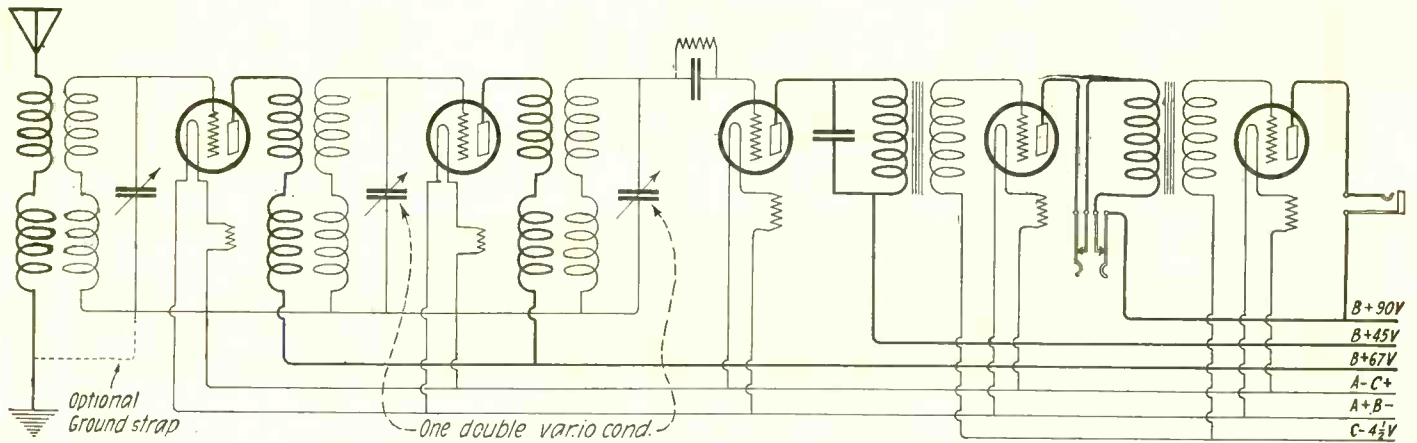 B+90V
B+45V
B+67V
A-C+
A+B-
C-4½V
Optional
Ground strap
One double vario cond.